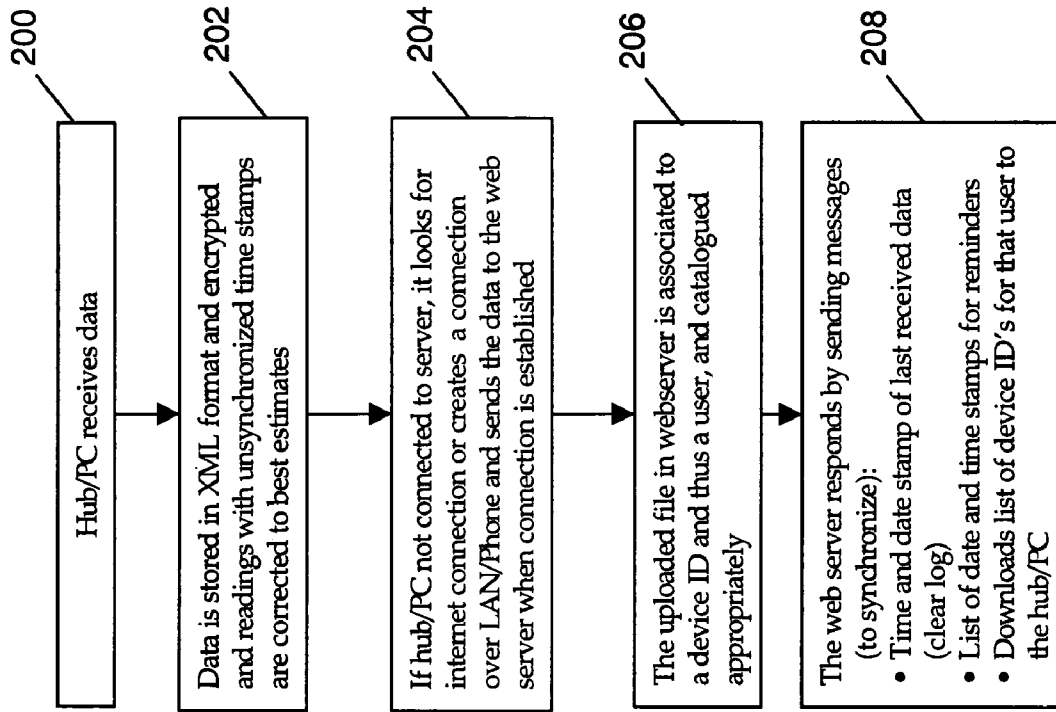 200
Hub/PC receives data
202
Data is stored in XML format and encrypted
and readings with unsynchronized time stamps
are corrected to best estimates
204
If hub/PC not connected to server, it looks for
internet connection or creates a connection
over LAN/Phone and sends the data to the web
server when connection is established
206
The uploaded file in webserver is associated to
a device ID and thus a user, and catalogued
appropriately
208
The web server responds by sending messages
(to synchronize):
• Time and date stamp of last received data
(clear log)
• List of date and time stamps for reminders
• Downloads list of device ID's for that user to
the hub/PC